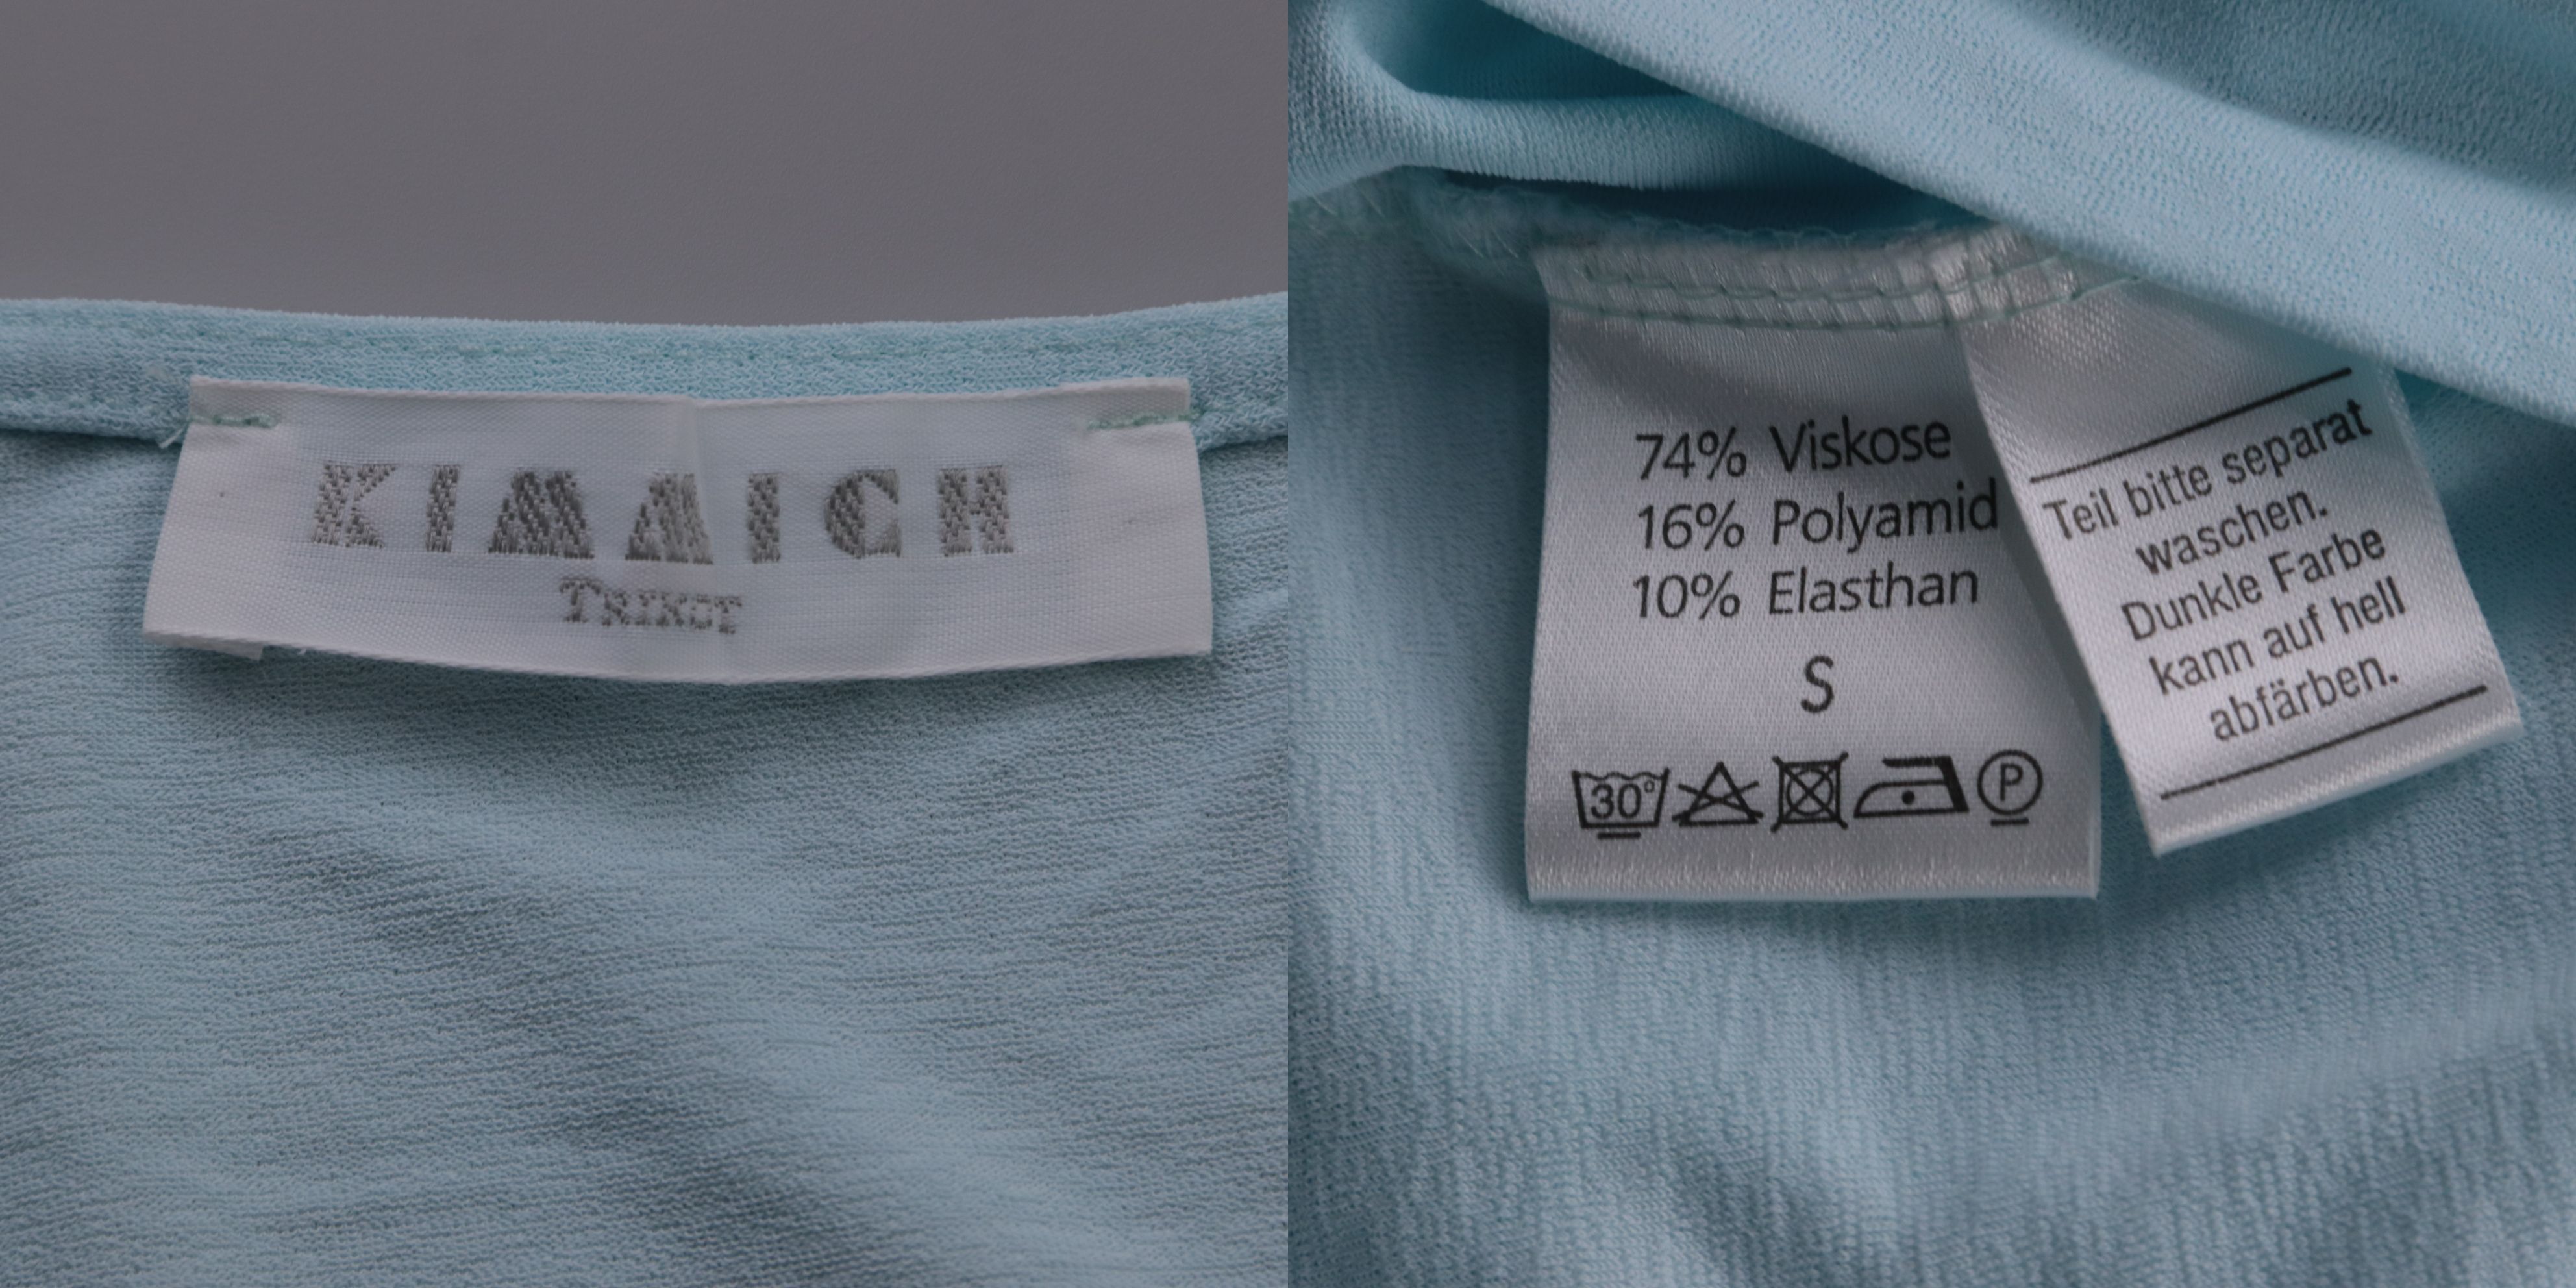 KIMMICH
TRIKOT
74% Viskose
16% Polyamid
10% Elasthan
S
30°
P
Teil bitte separat
waschen.
Dunkle Farbe
kann auf hell
abfärben.